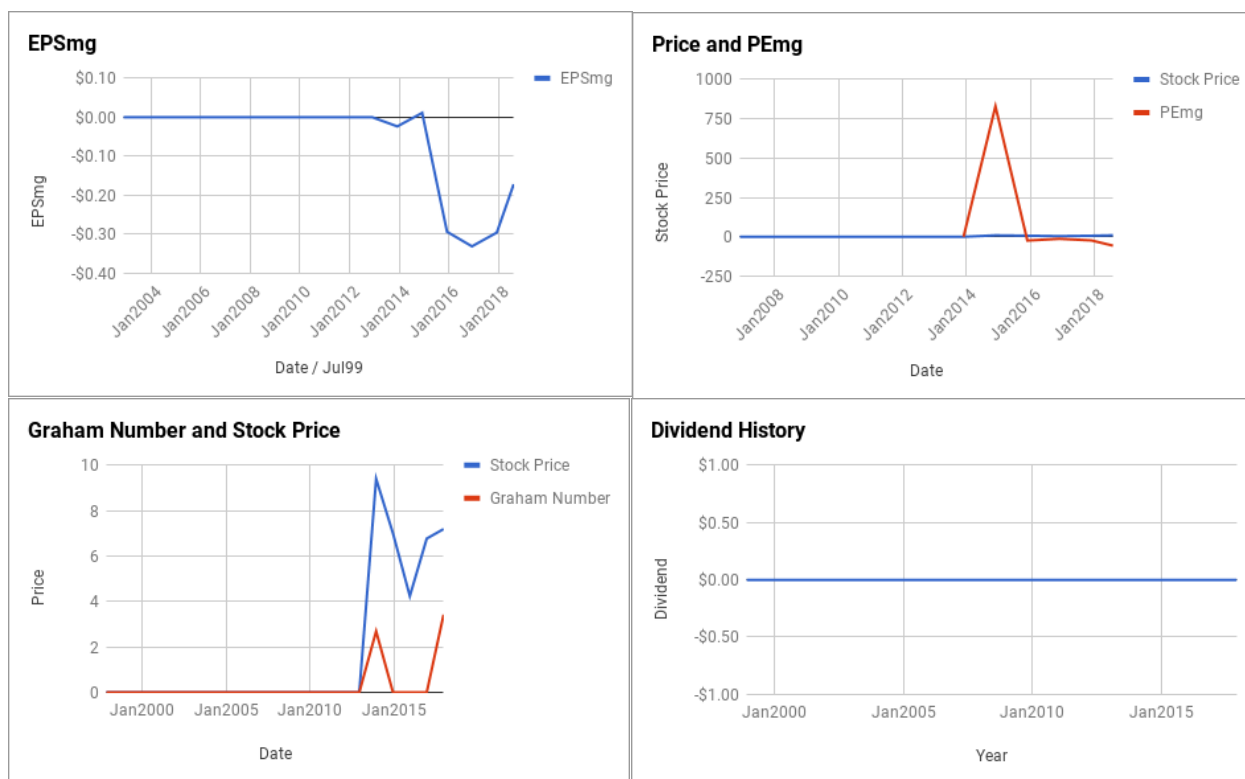 EPSmg
$0.10
$0.00
-$0.10
-$0.20
-$0.30
-$0.40
EPSmg
Jan2004
Jan2006
Jan2008
Jan2010
Jan2012
Jan2014
Jan2016
Jan2018
Date / Jul99
EPSmg
Price and PEmg
1000
750
500
250
0
-250
Stock Price
Jan2008
Jan2010
Jan2012
Jan2014
Jan2016
Jan2018
Date
Stock Price
PEmg
Graham Number and Stock Price
10
8
6
4
2
0
Price
Jan2000
Jan2005
Jan2010
Jan2015
Date
Stock Price
Graham Number
Dividend History
$1.00
$0.50
$0.00
-$0.50
-$1.00
Dividend
Jan2000
Jan2005
Jan2010
Jan2015
Year